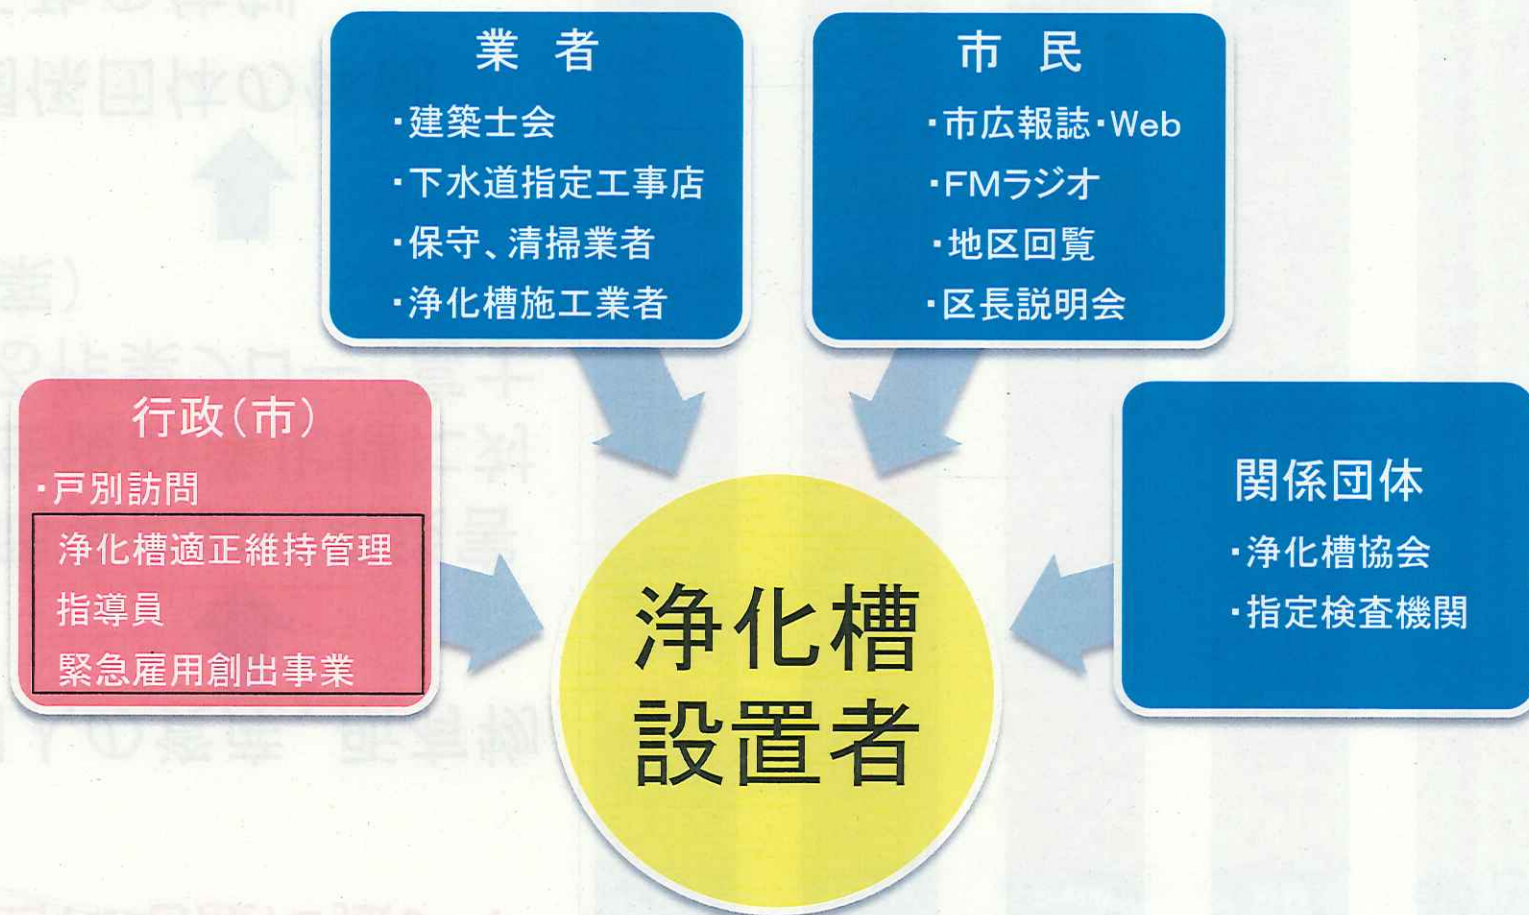 業 者
・建築士会
・下水道指定工事店
・保守、清掃業者
・浄化槽施工業者
市 民
・市広報誌・Web
・FMラジオ
・地区回覧
・区長説明会
行政(市)
・戸別訪問
浄化槽適正維持管理
指導員
緊急雇用創出事業
関係団体
・浄化槽協会
・指定検査機関
浄化槽
設置者